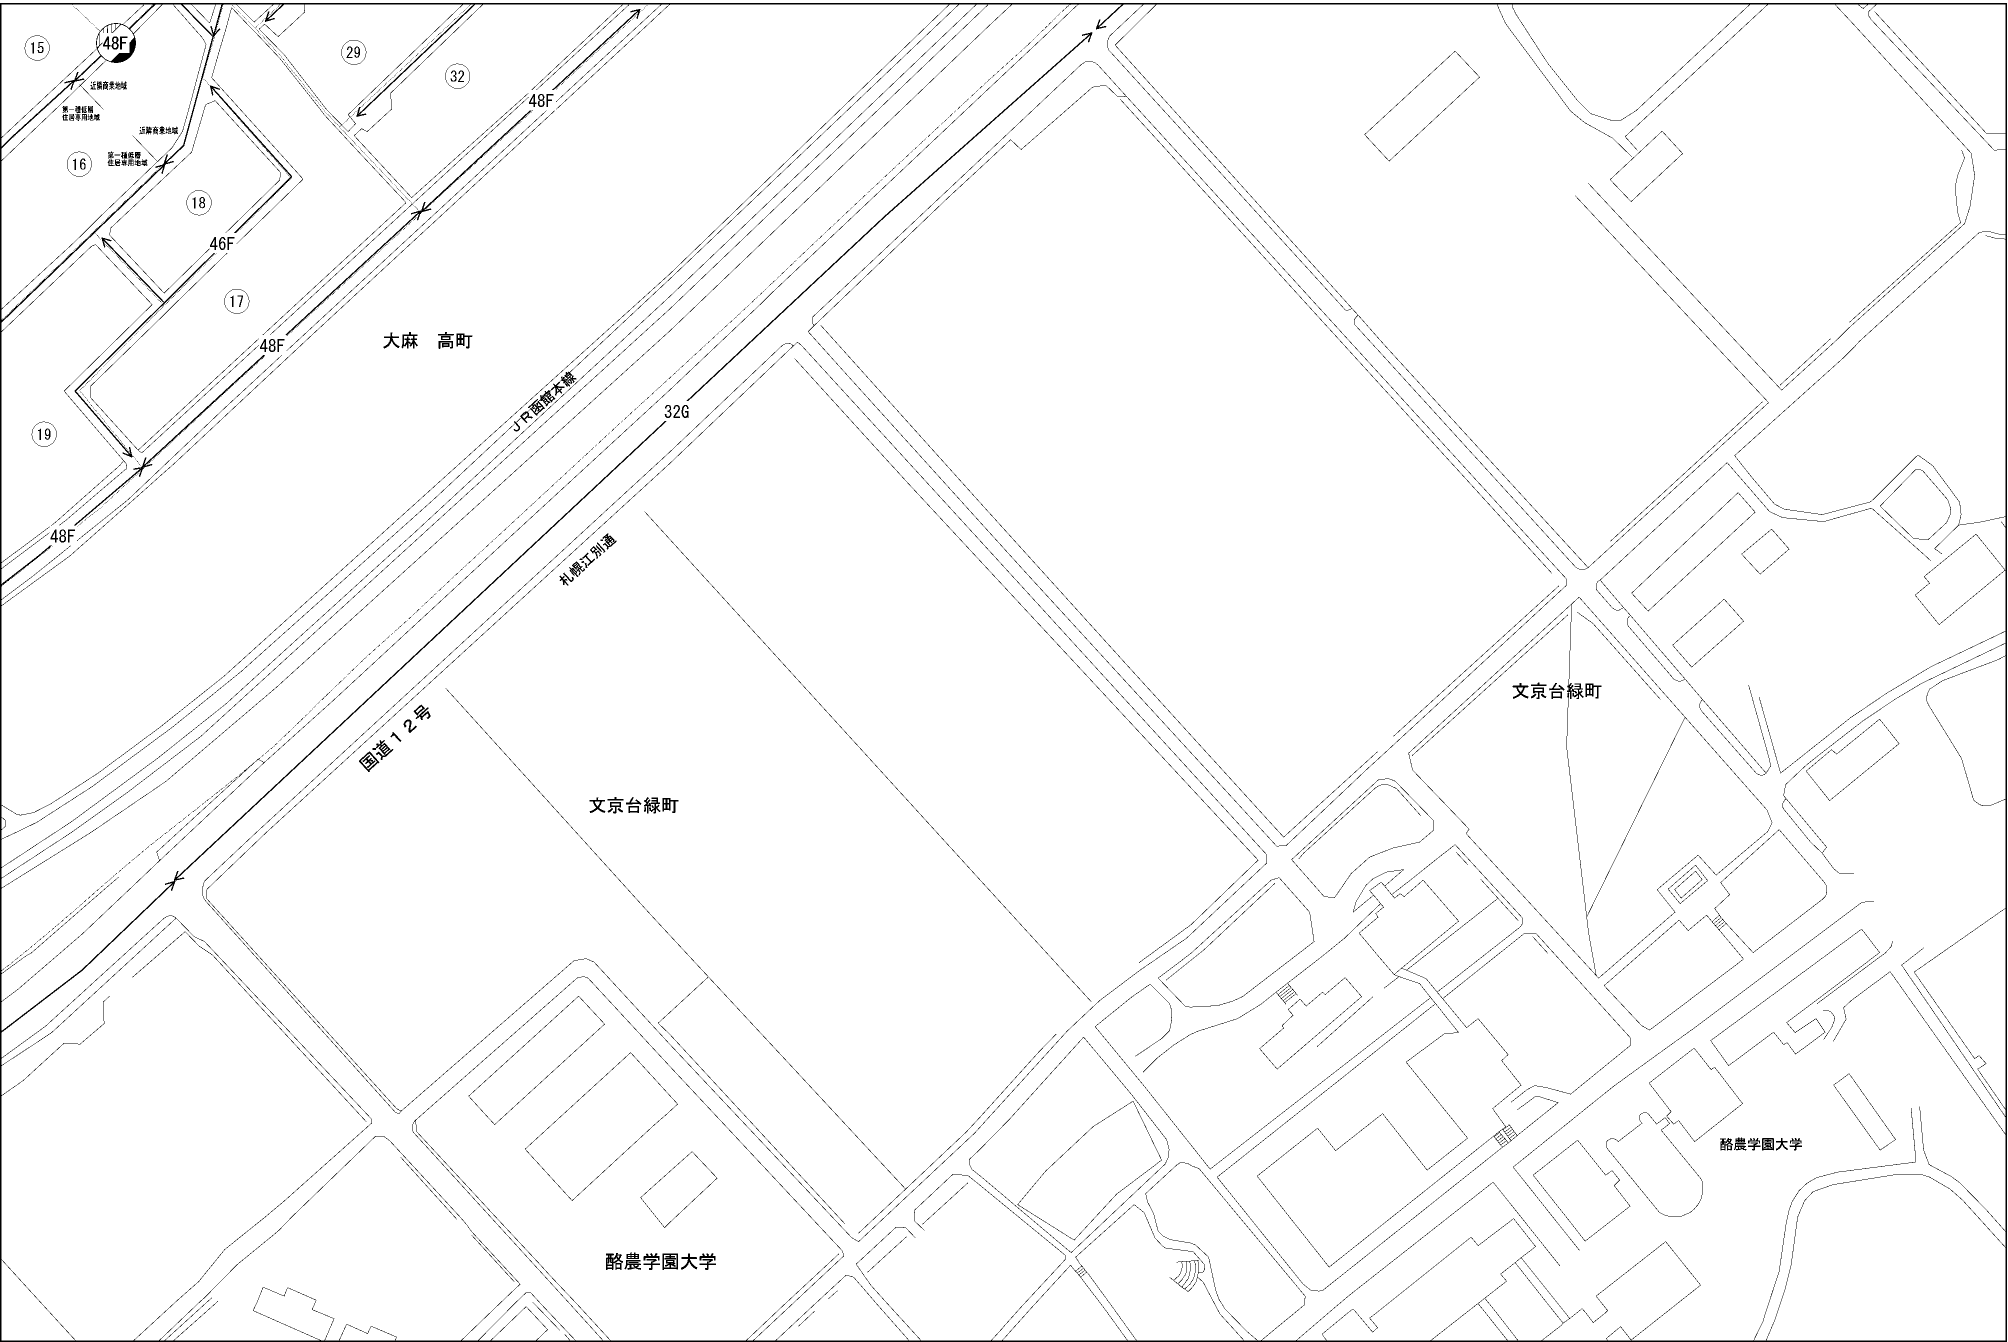 15
48F
29
32
近隣商業地域
第一種低層
住居専用地域
近隣商業地域
第一種低層
住居専用地域
16
48F
18
46F
17
大麻　高町
48F
ＪＲ函館本線
32G
19
48F
札幌江別通
文京台緑町
国道１２号
文京台緑町
酪農学園大学
酪農学園大学